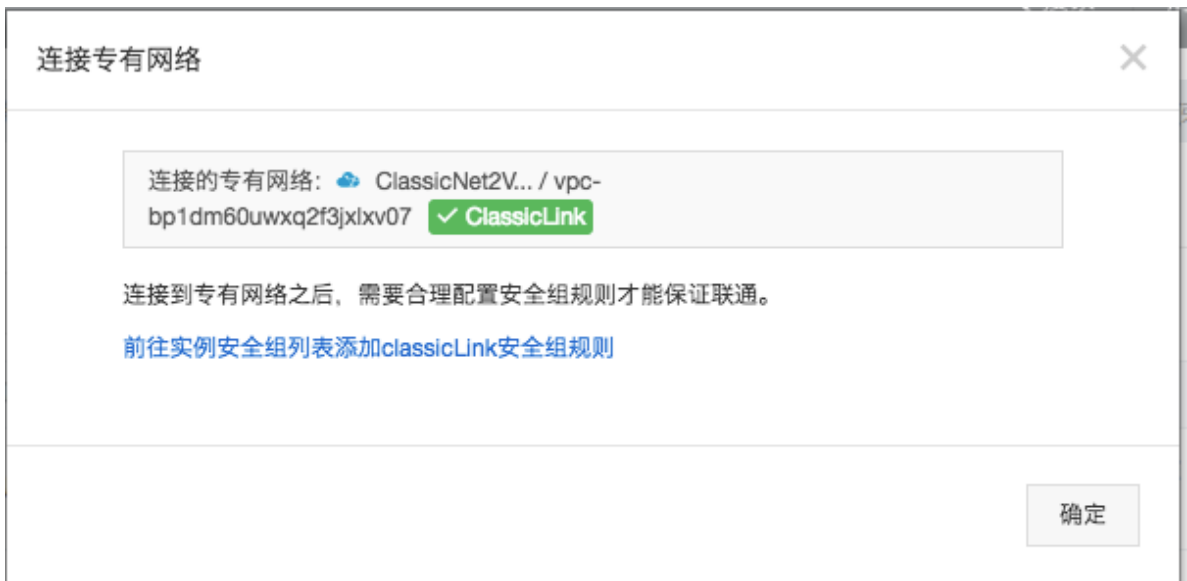 连接专有网络
连接的专有网络: ClassicNet2V... / vpc-
bp1dm60uwxq2f3jxlxv07 ClassicLink
连接到专有网络之后，需要合理配置安全组规则才能保证联通。
前往实例安全组列表添加classicLink安全组规则
确定